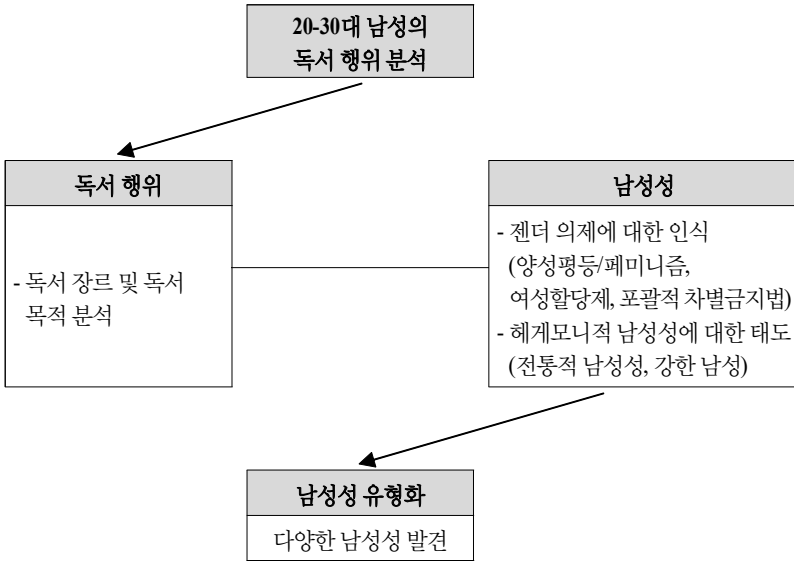 20-30대 남성의
독서 행위 분석
독서 행위
- 독서 장르 및 독서
목적 분석
남성성
- 젠더 의제에 대한 인식
(양성평등/페미니즘,
여성할당제, 포괄적 차별금지법)
- 헤게모니적 남성성에 대한 태도
(전통적 남성성, 강한 남성)
남성성 유형화
다양한 남성성 발견